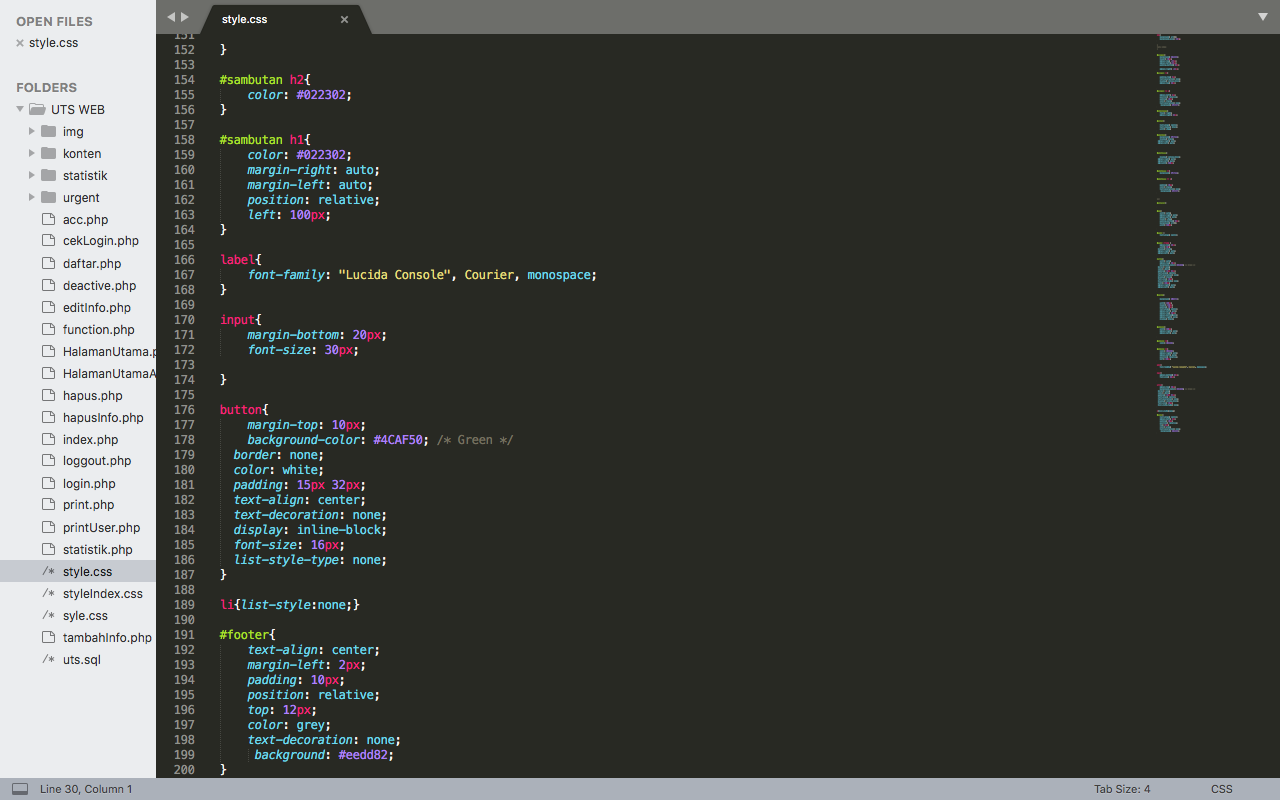 OPEN FILES
style.css
FOLDERS
UTS WEB
img
konten
statistik
urgent
acc.php
cekLogin.php
daftar.php
deactive.php
editInfo.php
function.php
HalamanUtama.p
HalamanUtamaA
hapus.php
hapusInfo.php
index.php
loggout.php
login.php
print.php
printUser.php
statistik.php
/* style.css
/* styleIndex.css
/* syle.css
tambahInfo.php
/* uts.sql
style.css
151
152 }
153
154 #sambutan h2{
155 color: #022302;
156 }
157
158 #sambutan h1{
159 color: #022302;
160 margin-right: auto;
161 margin-left: auto;
162 position: relative;
163 left: 100px;
164 }
165
166 label{
167 font-family: "Lucida Console", Courier, monospace;
168 }
169
170 input{
171 margin-bottom: 20px;
172 font-size: 30px;
173
174 }
175
176 button{
177 margin-top: 10px;
178 background-color: #4CAF50; /* Green */
179 border: none;
180 color: white;
181 padding: 15px 32px;
182 text-align: center;
183 text-decoration: none;
184 display: inline-block;
185 font-size: 16px;
186 list-style-type: none;
187 }
188
189 li{list-style:none;}
190
191 #footer{
192 text-align: center;
193 margin-left: 2px;
194 padding: 10px;
195 position: relative;
196 top: 12px;
197 color: grey;
198 text-decoration: none;
199 background: #eedd82;
200 }
Line 30, Column 1
Tab Size: 4
CSS